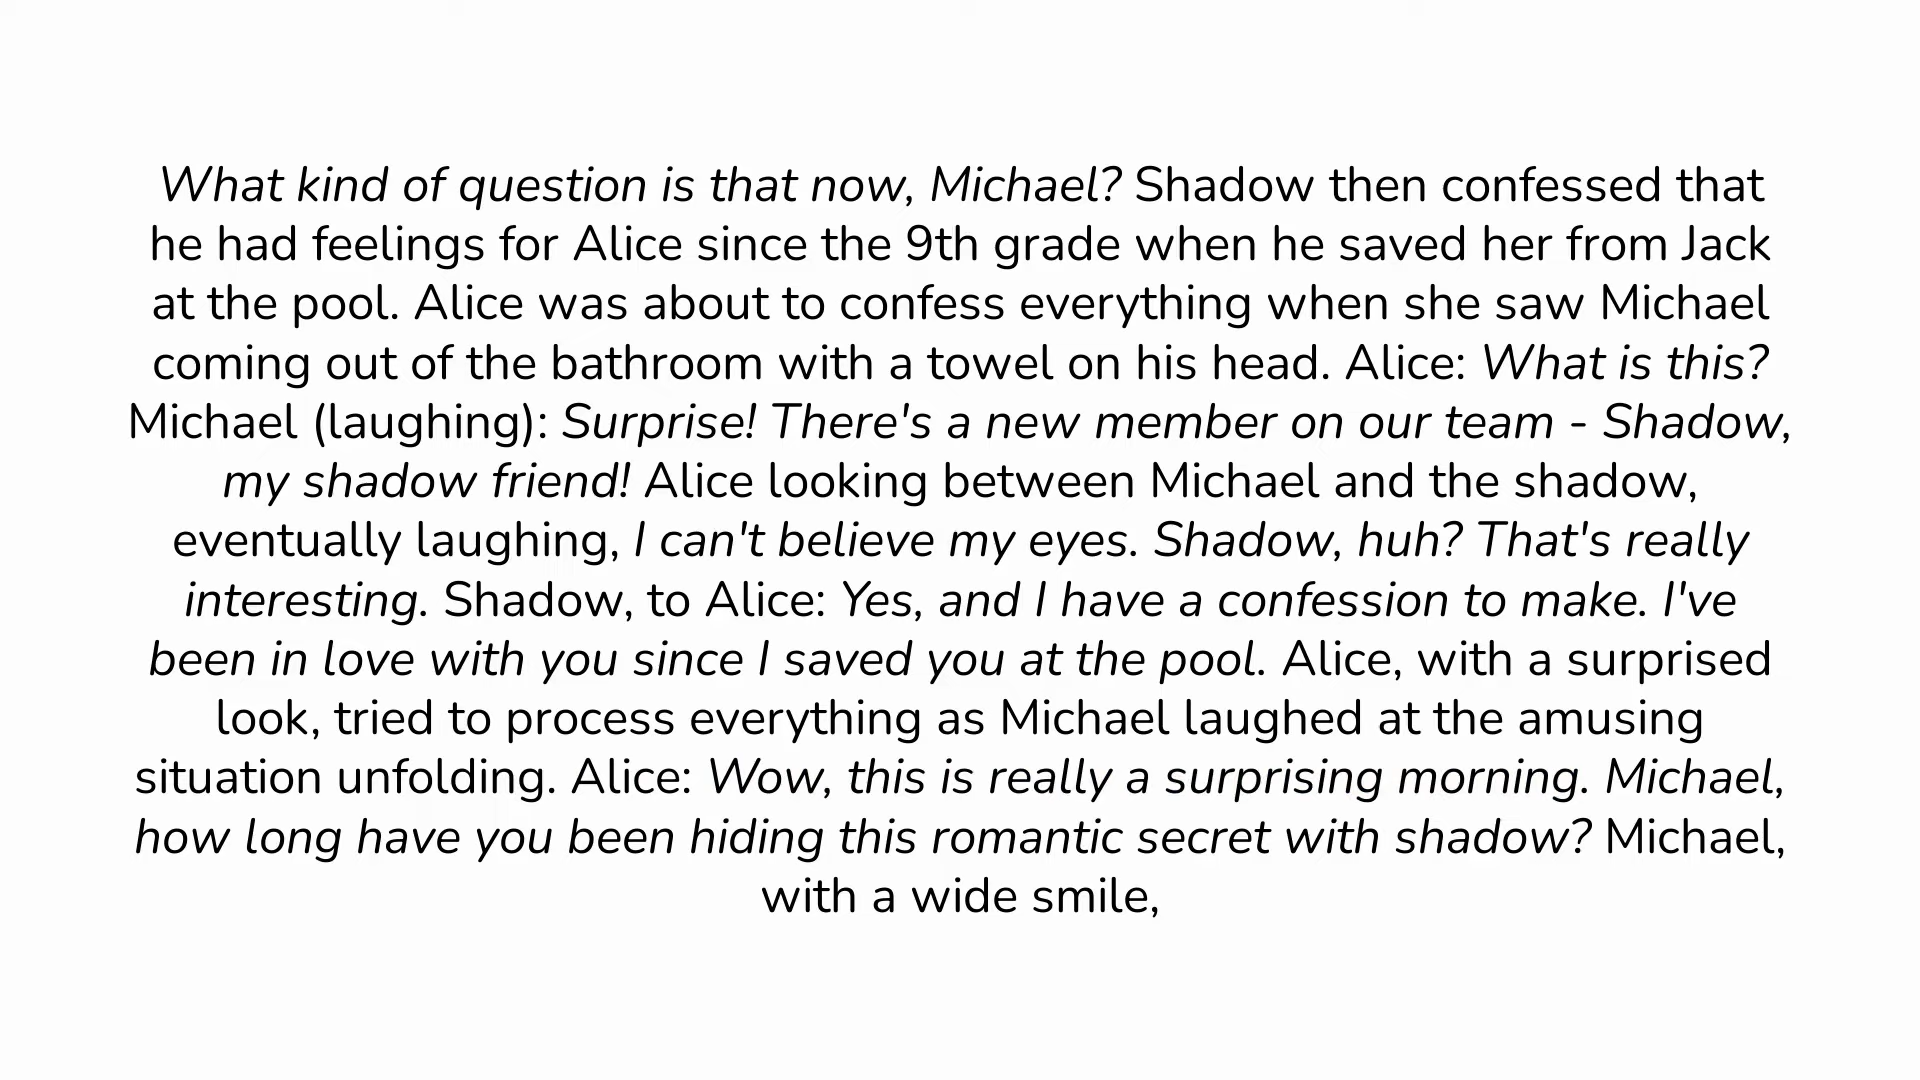 What kind of question is that now, Michael? Shadow then confessed that
he had feelings for Alice since the 9th grade when he saved her from Jack
at the pool. Alice was about to confess everything when she saw Michael
coming out of the bathroom with a towel on his head. Alice: What is this?
Michael (laughing): Surprise! There's a new member on our team - Shadow,
my shadow friend! Alice looking between Michael and the shadow,
eventually laughing, I can't believe my eyes. Shadow, huh? That's really
interesting. Shadow, to Alice: Yes, and I have a confession to make. I've
been in love with you since I saved you at the pool. Alice, with a surprised
look, tried to process everything as Michael laughed at the amusing
situation unfolding. Alice: Wow, this is really a surprising morning. Michael,
how long have you been hiding this romantic secret with shadow? Michael,
with a wide smile,